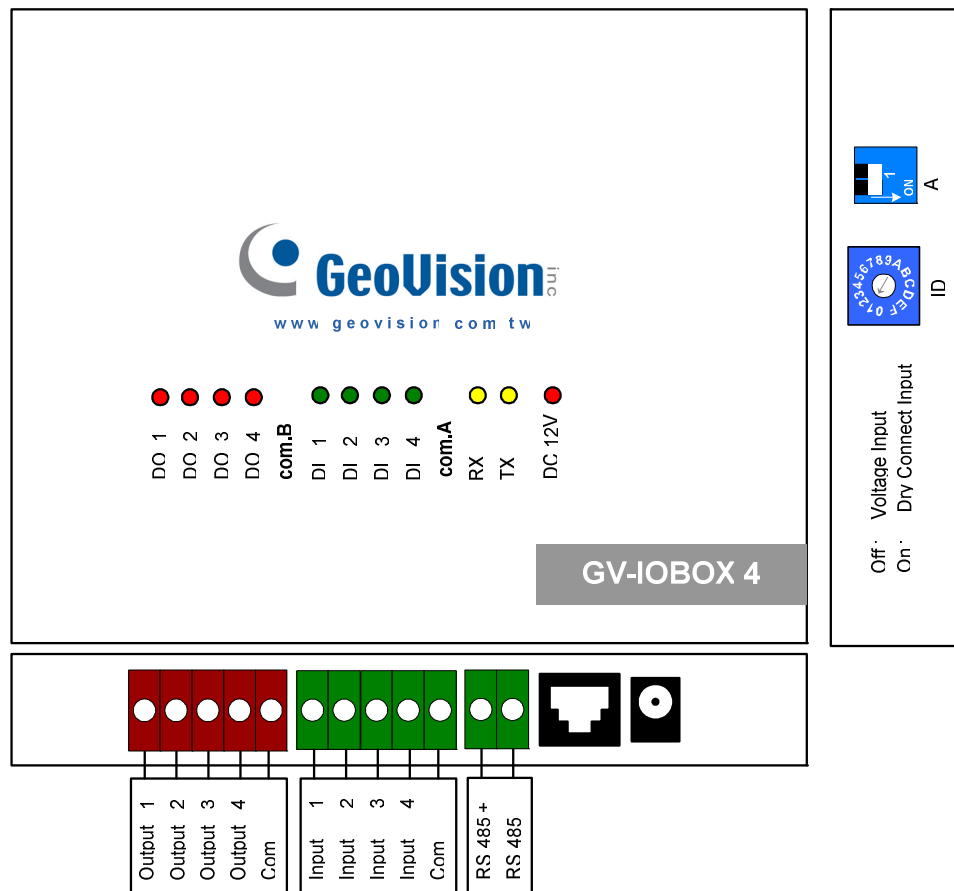 GeoVision inc
www geovision com tw
DO 1
DO 2
DO 3
DO 4
com.B
DI 1
DI 2
DI 3
DI 4
com.A
RX
TX
DC 12V
GV-IOBOX 4
1
ON
A
0123456789ABCDEF
ID
Off : Voltage Input
On : Dry Connect Input
Output 1
Output 2
Output 3
Output 4
Com
Input 1
Input 2
Input 3
Input 4
Com
RS 485 +
RS 485